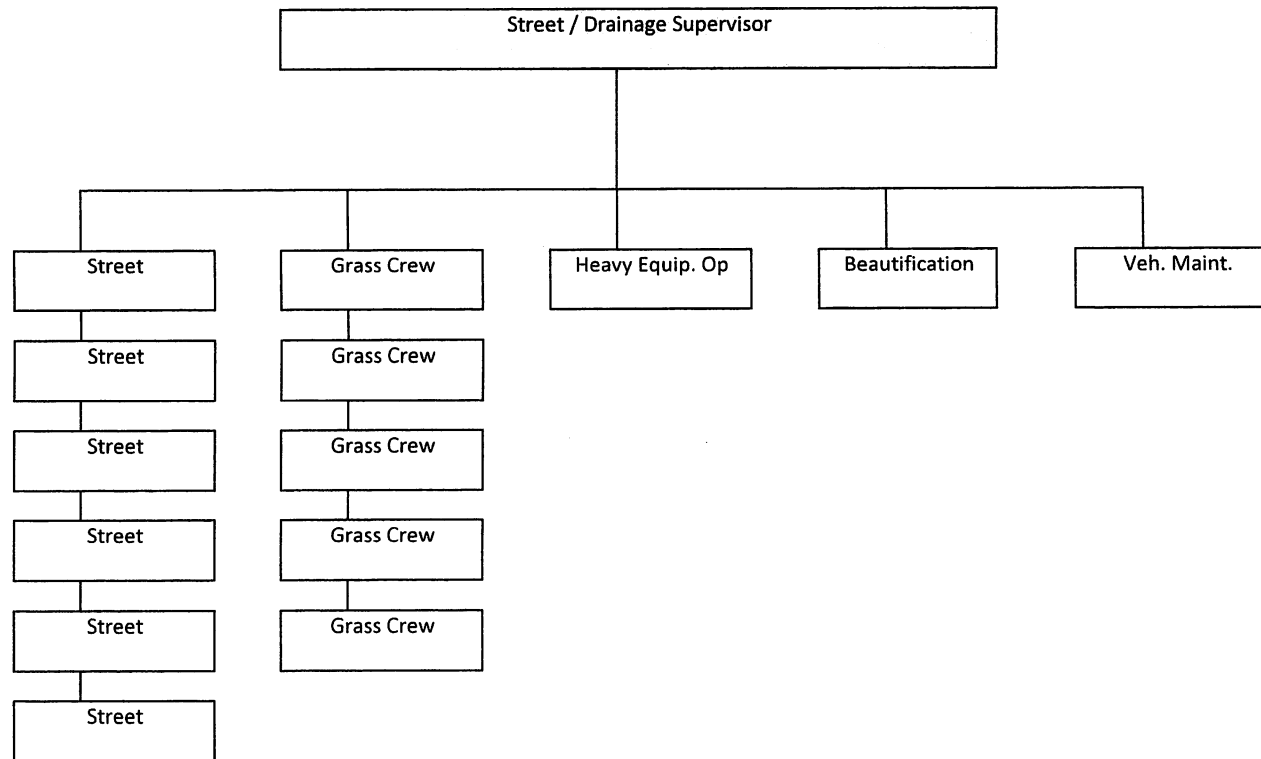 Street / Drainage Supervisor
Street
Grass Crew
Heavy Equip. Op
Beautification
Veh. Maint.
Street
Grass Crew
Street
Grass Crew
Street
Grass Crew
Street
Grass Crew
Street